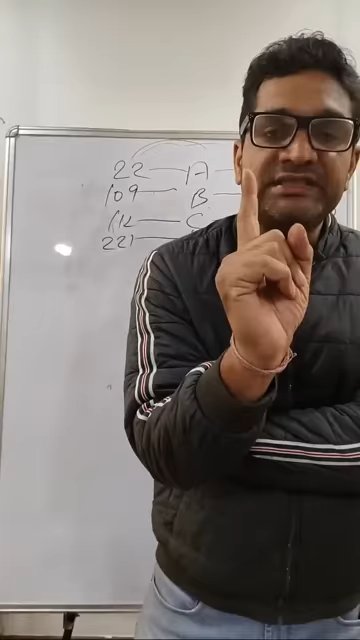 22 — A —
109 — B —
112 — C
221 —